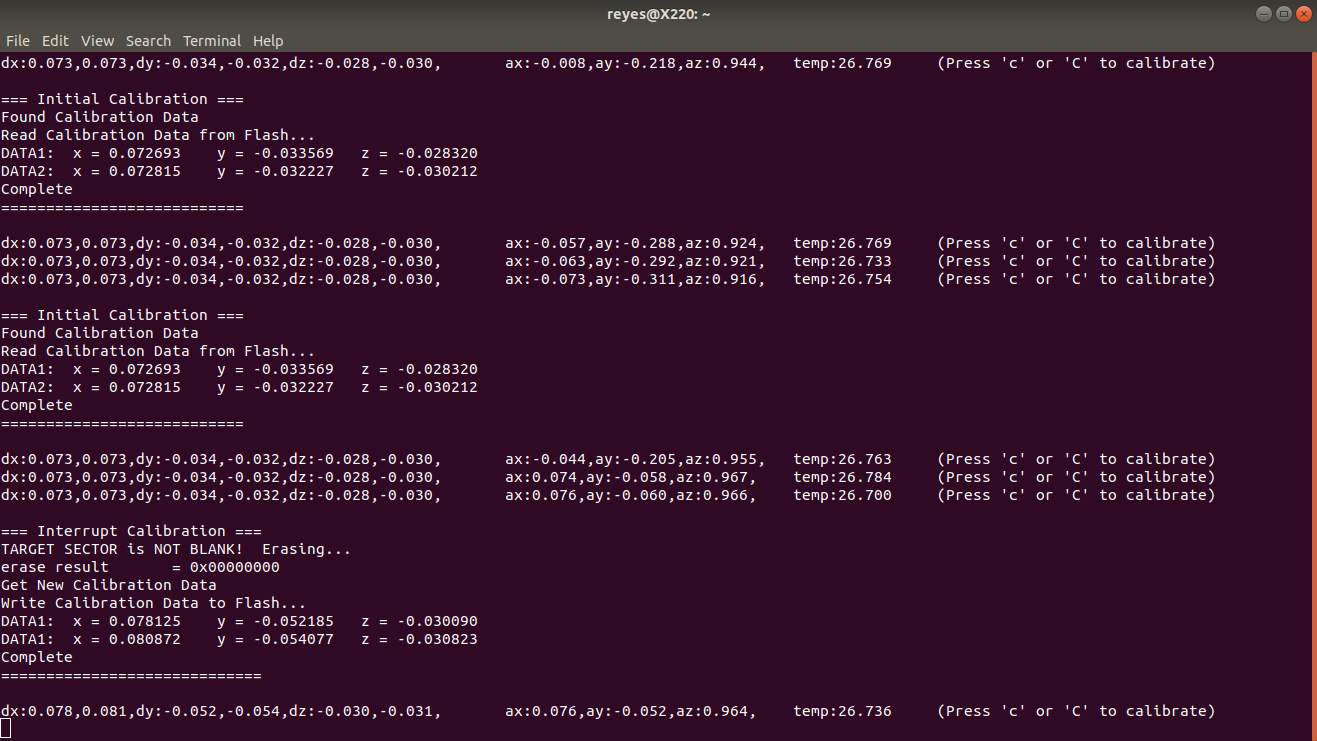 reyes@X220: ~
File Edit View Search Terminal Help
dx:0.073,0.073,dy:-0.034,-0.032,dz:-0.028,-0.030,       ax:-0.008,ay:-0.218,az:0.944,   temp:26.769     (Press 'c' or 'C' to calibrate)
=== Initial Calibration ===
Found Calibration Data
Read Calibration Data from Flash...
DATA1:  x = 0.072693    y = -0.033569   z = -0.028320
DATA2:  x = 0.072815    y = -0.032227   z = -0.030212
Complete
===========================
dx:0.073,0.073,dy:-0.034,-0.032,dz:-0.028,-0.030,       ax:-0.057,ay:-0.288,az:0.924,   temp:26.769     (Press 'c' or 'C' to calibrate)
dx:0.073,0.073,dy:-0.034,-0.032,dz:-0.028,-0.030,       ax:-0.063,ay:-0.292,az:0.921,   temp:26.733     (Press 'c' or 'C' to calibrate)
dx:0.073,0.073,dy:-0.034,-0.032,dz:-0.028,-0.030,       ax:-0.073,ay:-0.311,az:0.916,   temp:26.754     (Press 'c' or 'C' to calibrate)
=== Initial Calibration ===
Found Calibration Data
Read Calibration Data from Flash...
DATA1:  x = 0.072693    y = -0.033569   z = -0.028320
DATA2:  x = 0.072815    y = -0.032227   z = -0.030212
Complete
===========================
dx:0.073,0.073,dy:-0.034,-0.032,dz:-0.028,-0.030,       ax:-0.044,ay:-0.205,az:0.955,   temp:26.763     (Press 'c' or 'C' to calibrate)
dx:0.073,0.073,dy:-0.034,-0.032,dz:-0.028,-0.030,       ax:0.074,ay:-0.058,az:0.967,    temp:26.784     (Press 'c' or 'C' to calibrate)
dx:0.073,0.073,dy:-0.034,-0.032,dz:-0.028,-0.030,       ax:0.076,ay:-0.060,az:0.966,    temp:26.700     (Press 'c' or 'C' to calibrate)
=== Interrupt Calibration ===
TARGET SECTOR is NOT BLANK!  Erasing...
erase result       = 0x00000000
Get New Calibration Data
Write Calibration Data to Flash...
DATA1:  x = 0.078125    y = -0.052185   z = -0.030090
DATA1:  x = 0.080872    y = -0.054077   z = -0.030823
Complete
=============================
dx:0.078,0.081,dy:-0.052,-0.054,dz:-0.030,-0.031,       ax:0.076,ay:-0.052,az:0.964,    temp:26.736     (Press 'c' or 'C' to calibrate)